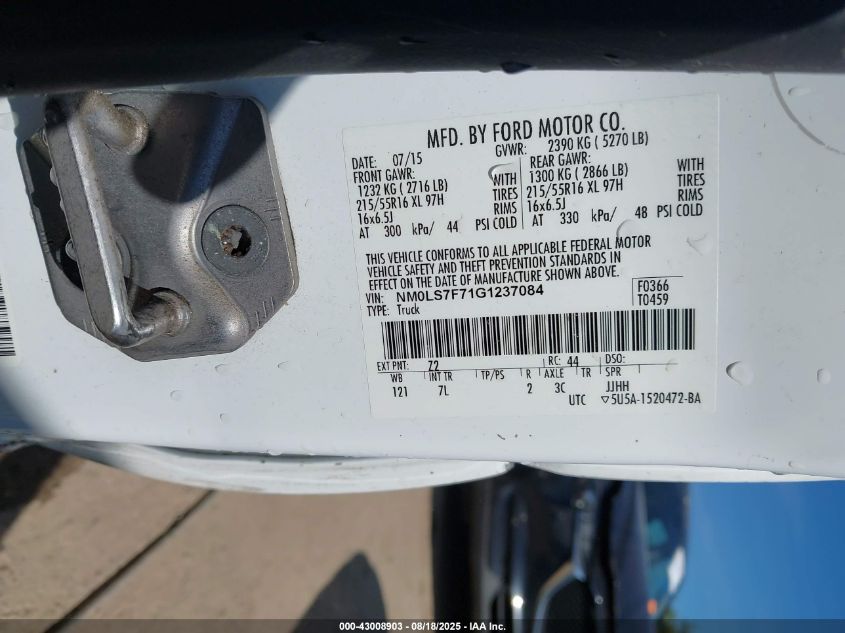 MFD. BY FORD MOTOR CO.
DATE: 07/15 GVWR: 2390 KG ( 5270 LB)
FRONT GAWR: REAR GAWR:
1232 KG ( 2716 LB) WITH 1300 KG ( 2866 LB) WITH
215/55R16 XL 97H TIRES 215/55R16 XL 97H TIRES
16x6.5J RIMS 16x6.5J RIMS
AT 300 kPa/ 44 PSI COLD AT 330 kPa/ 48 PSI COLD
THIS VEHICLE CONFORMS TO ALL APPLICABLE FEDERAL MOTOR
VEHICLE SAFETY AND THEFT PREVENTION STANDARDS IN
EFFECT ON THE DATE OF MANUFACTURE SHOWN ABOVE.
VIN: NM0LS7F71G1237084 F0366
TYPE: Truck T0459
EXT PNT: Z2 RC: 44 DSO:
WB INT TR TP/PS R AXLE TR SPR
121 7L 2 3C JJHH
UTC ▽5U5A-1520472-BA
000-43008903 - 08/18/2025 - IAA Inc.